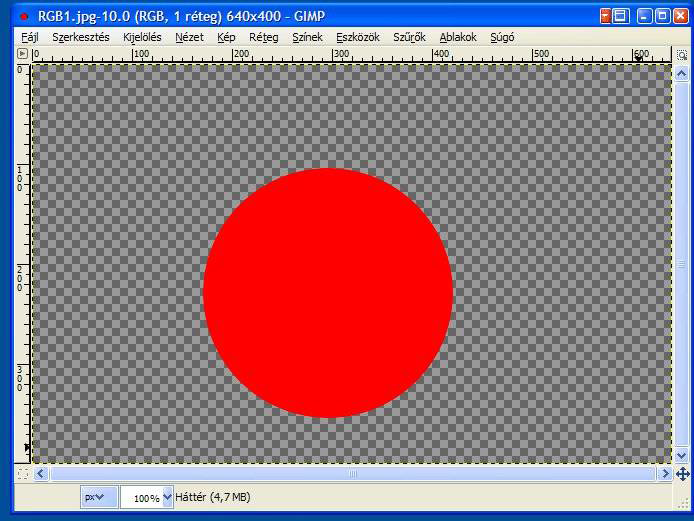 RGB1.jpg-10.0 (RGB, 1 réteg) 640x400 - GIMP
Fájl Szerkesztés Kijelölés Nézet Kép Réteg Színek Eszközök Szűrők Ablakok Súgó
0 100 200 300 400 500 600
0
100
200
300
px 100% Háttér (4,7 MB)